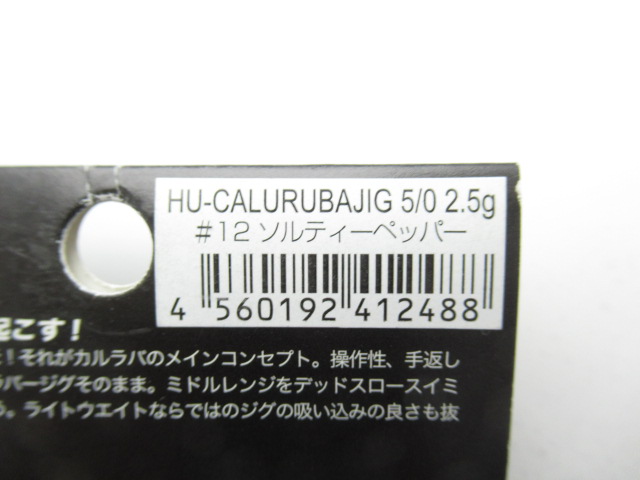 HU-CALURUBAJIG 5/0 2.5g
#12 ソルティーペッパー
4 560192 412488
起こす!
!それがカルラバのメインコンセプト。操作性、手返し
バージグそのまま。ミドルレンジをデッドスロースイミ
。ライトウエイトならではのジグの吸い込みの良さも抜